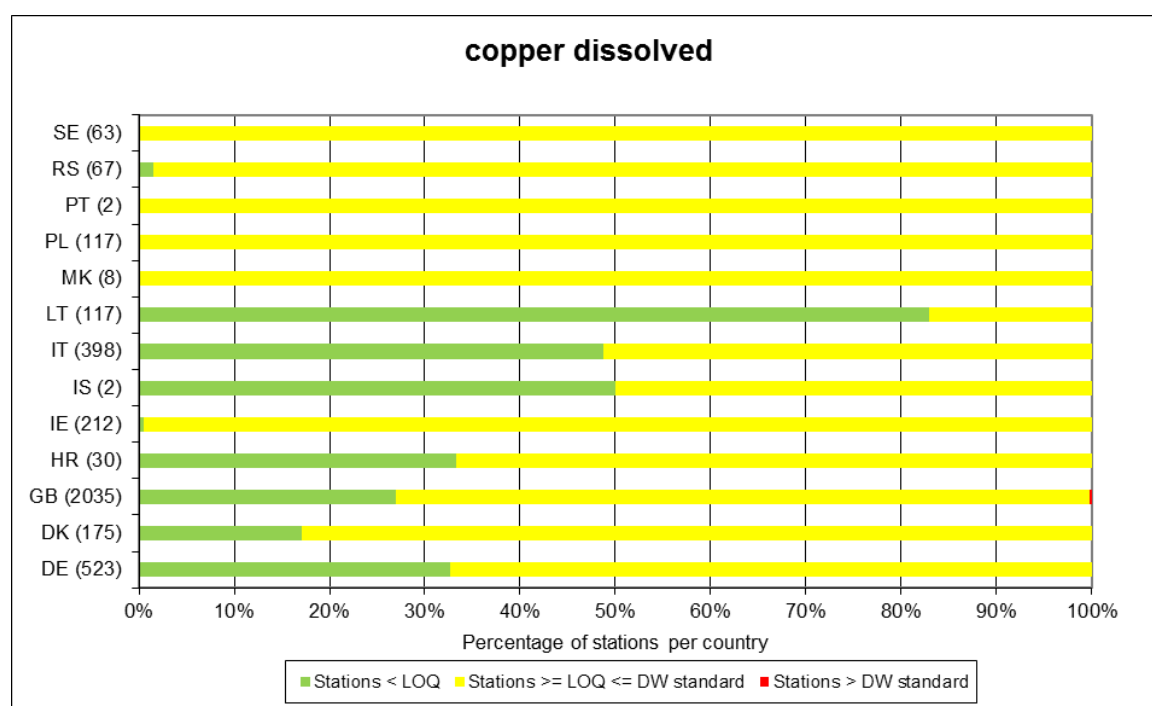 copper dissolved
SE (63)
RS (67)
PT (2)
PL (117)
MK (8)
LT (117)
IT (398)
IS (2)
IE (212)
HR (30)
GB (2035)
DK (175)
DE (523)
0% 10% 20% 30% 40% 50% 60% 70% 80% 90% 100%
Percentage of stations per country
Stations < LOQ Stations >= LOQ <= DW standard Stations > DW standard